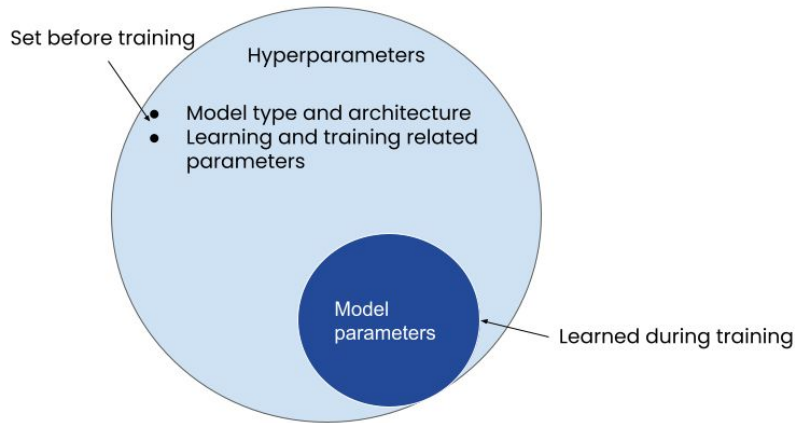 Set before training
Hyperparameters
● Model type and architecture
● Learning and training related
parameters
Model
parameters
Learned during training